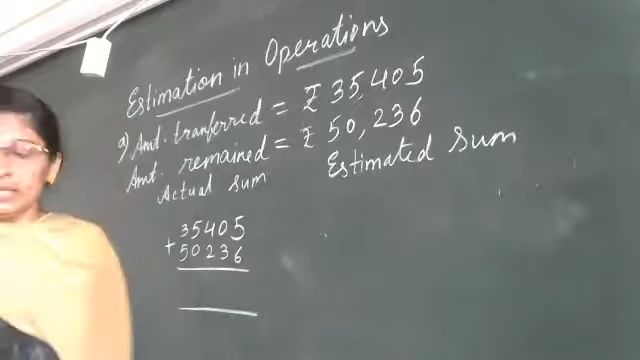 Estimation in Operations
a) Amt. tranferred = ₹ 35,405
Amt. remained = ₹ 50,236
Actual sum Estimated sum
35405
+ 50236